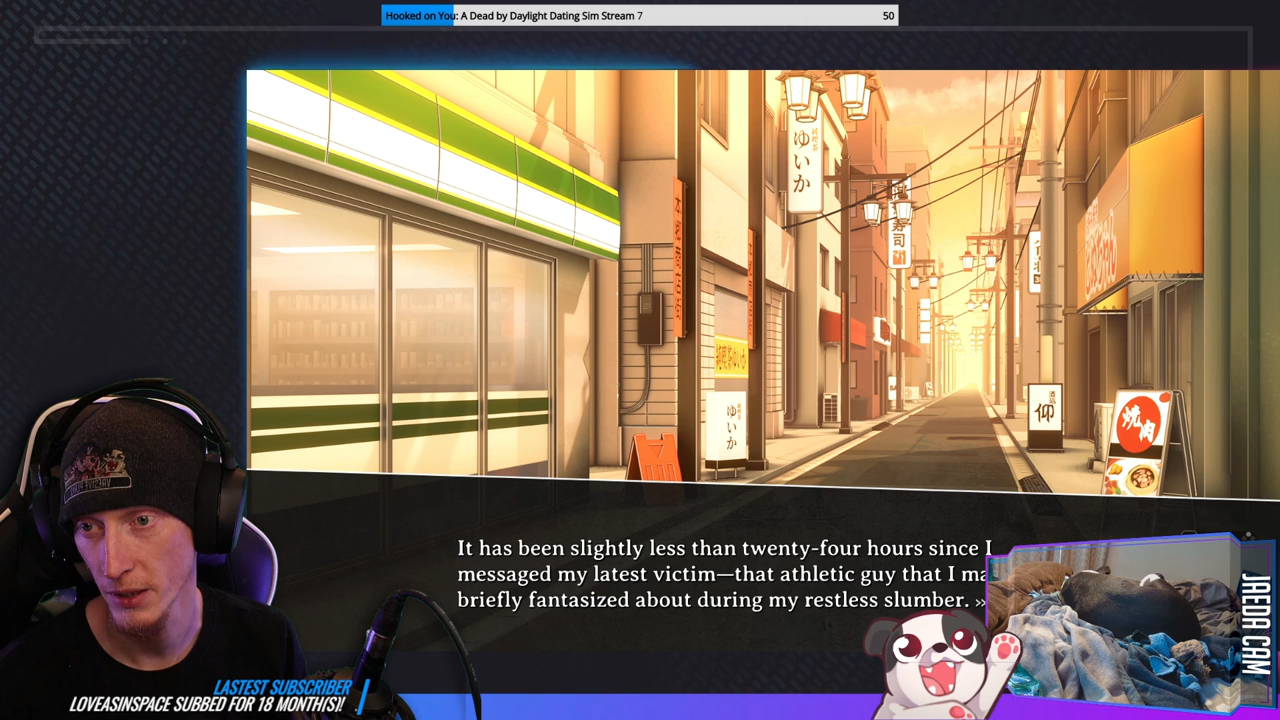 Hooked on You: A Dead by Daylight Dating Sim Stream 7
50
ゆいか
寿司
ゆいか
仰
焼肉
It has been slightly less than twenty-four hours since I
messaged my latest victim—that athletic guy that I ma
briefly fantasized about during my restless slumber. »
JAEDA CAM
LASTEST SUBSCRIBER
LOVEASINSPACE SUBBED FOR 18 MONTH(S)!